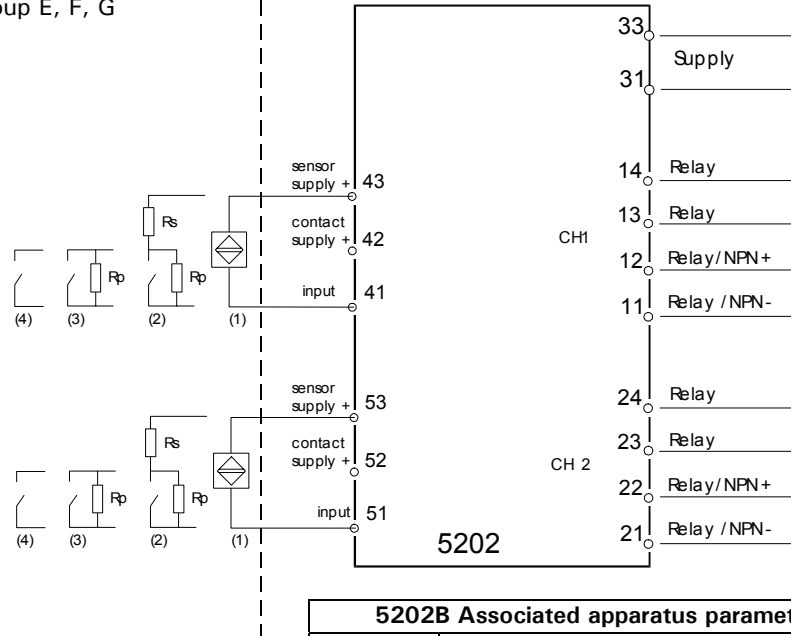 oup E, F, G
33
Supply
31
sensor
supply + 43
contact
supply + 42
input 41
Rs
Rp
Rp
(4) (3) (2) (1)
CH1
14 Relay
13 Relay
12 Relay/NPN+
11 Relay /NPN-
sensor
supply + 53
contact
supply + 52
input 51
Rs
Rp
Rp
(4) (3) (2) (1)
CH 2
24 Relay
23 Relay
22 Relay/NPN+
21 Relay /NPN-
5202
5202B Associated apparatus paramet